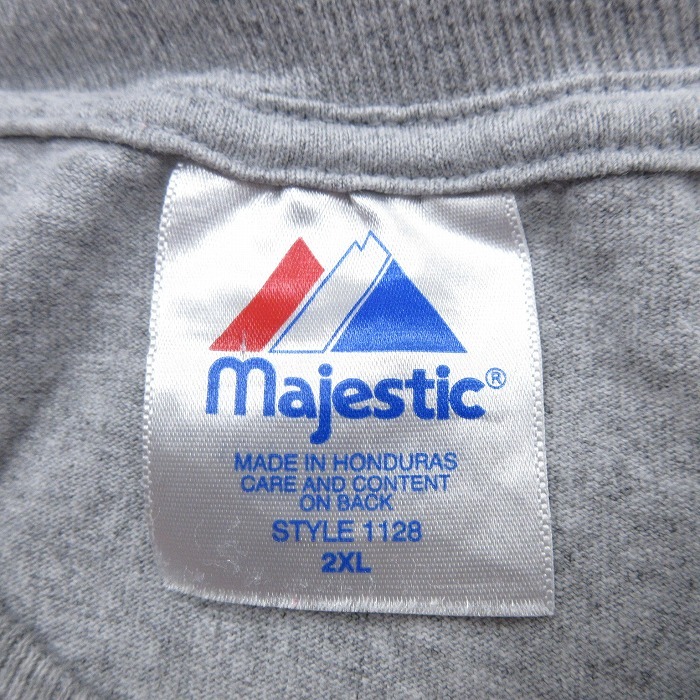 Majestic®
MADE IN HONDURAS
CARE AND CONTENT
ON BACK
STYLE 1128
2XL